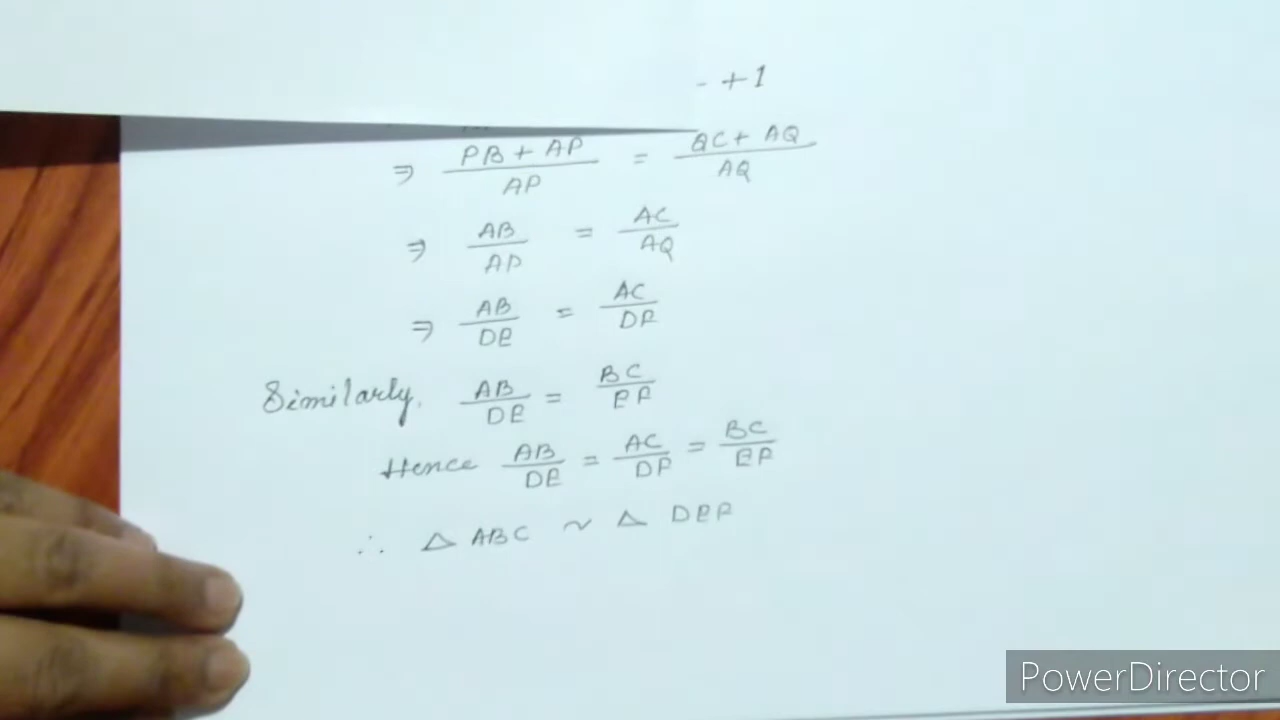 - +1
⇒ PB + AP / AP = QC + AQ / AQ
⇒ AB / AP = AC / AQ
⇒ AB / DE = AC / DF
Similarly, AB / DE = BC / EF
Hence AB / DE = AC / DF = BC / EF
∴ △ ABC ~ △ DEF
PowerDirector